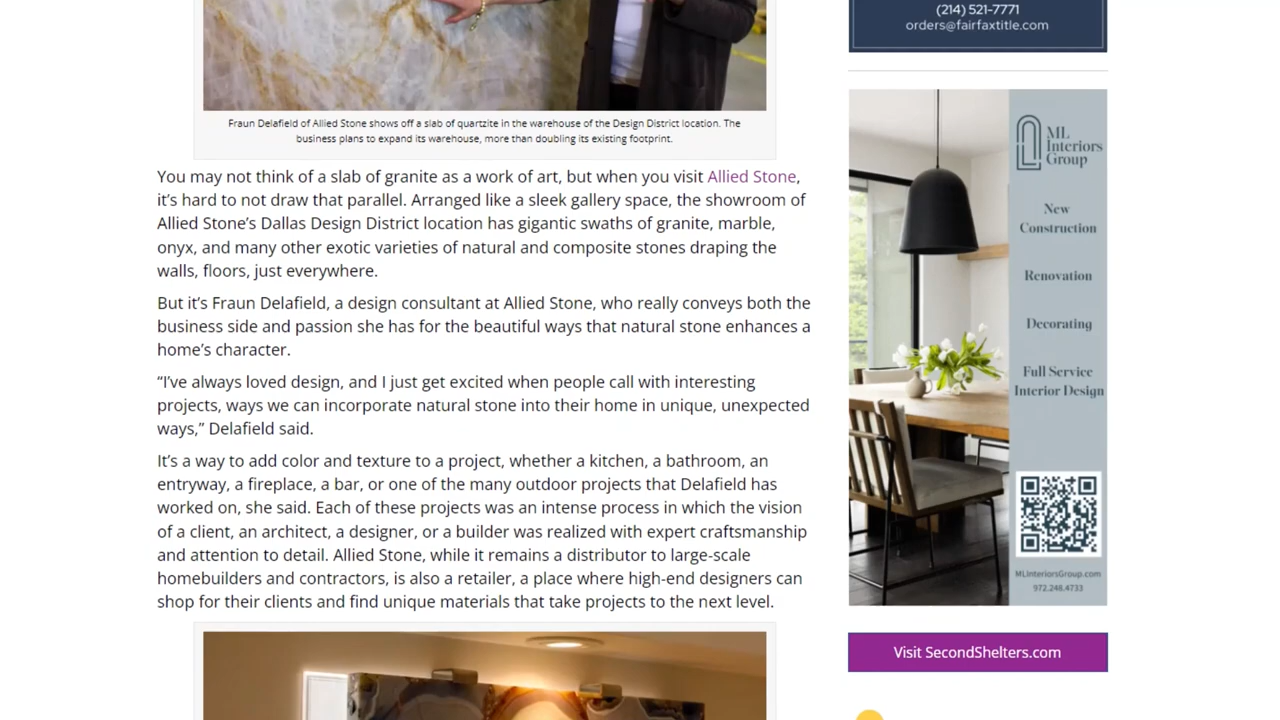 (214) 521-7771
orders@fairfaxtitle.com
Fraun Delafield of Allied Stone shows off a slab of quartzite in the warehouse of the Design District location. The
business plans to expand its warehouse, more than doubling its existing footprint.
You may not think of a slab of granite as a work of art, but when you visit Allied Stone,
it’s hard to not draw that parallel. Arranged like a sleek gallery space, the showroom of
Allied Stone’s Dallas Design District location has gigantic swaths of granite, marble,
onyx, and many other exotic varieties of natural and composite stones draping the
walls, floors, just everywhere.
But it’s Fraun Delafield, a design consultant at Allied Stone, who really conveys both the
business side and passion she has for the beautiful ways that natural stone enhances a
home’s character.
“I’ve always loved design, and I just get excited when people call with interesting
projects, ways we can incorporate natural stone into their home in unique, unexpected
ways,” Delafield said.
It’s a way to add color and texture to a project, whether a kitchen, a bathroom, an
entryway, a fireplace, a bar, or one of the many outdoor projects that Delafield has
worked on, she said. Each of these projects was an intense process in which the vision
of a client, an architect, a designer, or a builder was realized with expert craftsmanship
and attention to detail. Allied Stone, while it remains a distributor to large-scale
homebuilders and contractors, is also a retailer, a place where high-end designers can
shop for their clients and find unique materials that take projects to the next level.
ML
Interiors
Group
New
Construction
Renovation
Decorating
Full Service
Interior Design
MLInteriorsGroup.com
972.248.4733
Visit SecondShelters.com